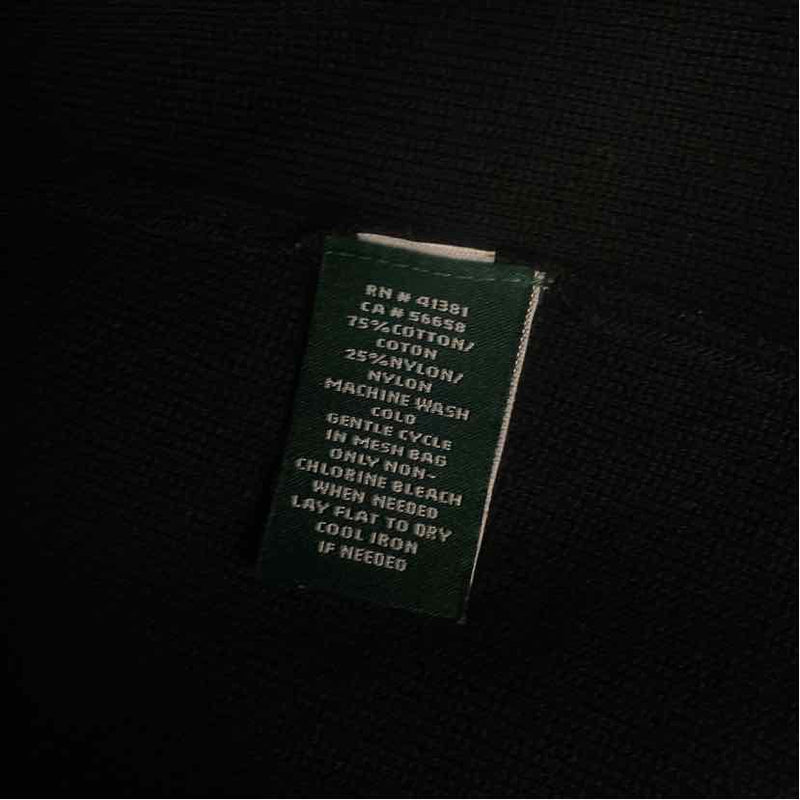 RN # 41381
CA # 56658
75%COTTON/
COTON
25%NYLON/
NYLON
MACHINE WASH
COLD
GENTLE CYCLE
IN MESH BAG
ONLY NON-
CHLORINE BLEACH
WHEN NEEDED
LAY FLAT TO DRY
COOL IRON
IF NEEDED